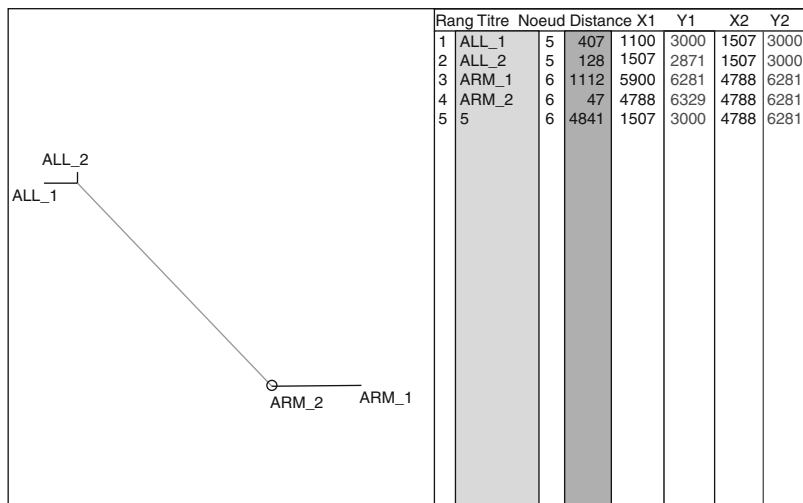 Rang Titre Noeud Distance X1 Y1 X2 Y2
1 ALL_1 5 407 1100 3000 1507 3000
2 ALL_2 5 128 1507 2871 1507 3000
3 ARM_1 6 1112 5900 6281 4788 6281
4 ARM_2 6 47 4788 6329 4788 6281
5 5 6 4841 1507 3000 4788 6281
ALL_2
ALL_1
ARM_2
ARM_1